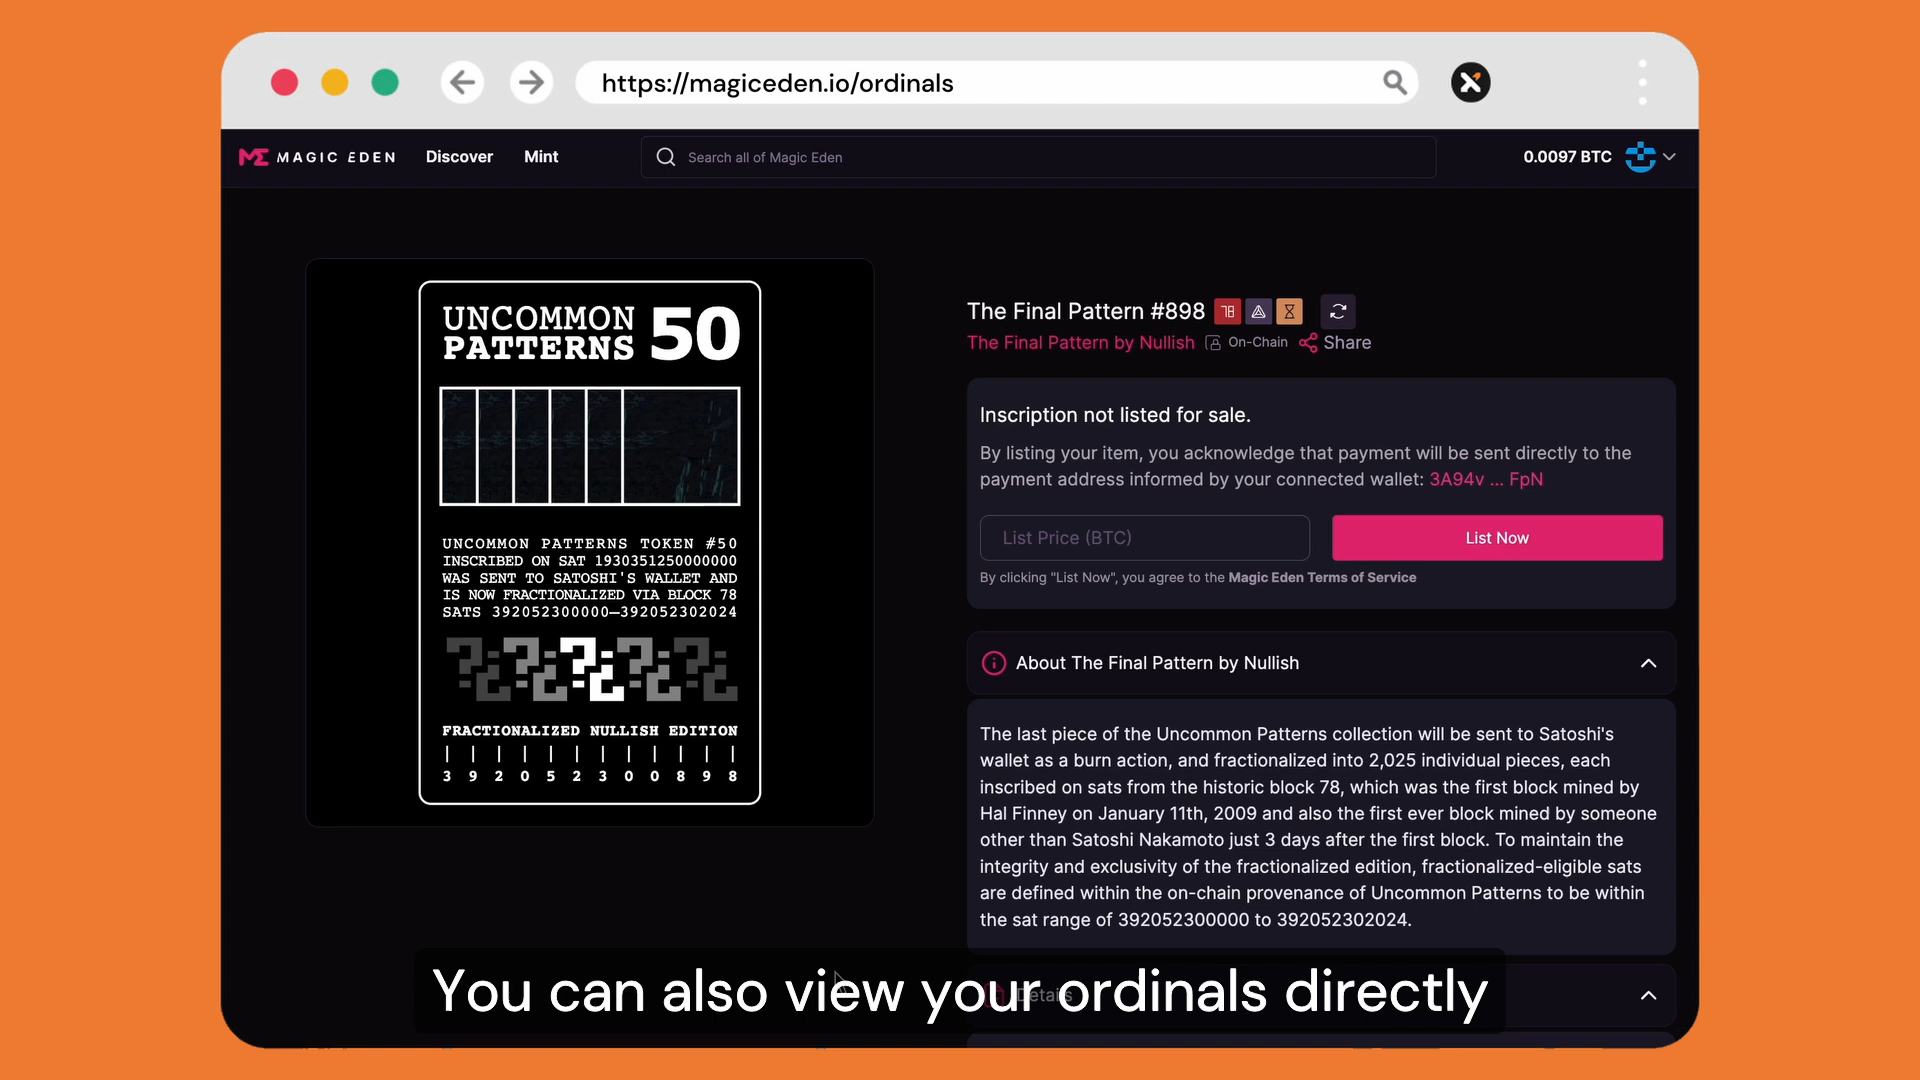 https://magiceden.io/ordinals
MAGIC EDEN
Discover
Mint
Search all of Magic Eden
0.0097 BTC
UNCOMMON
PATTERNS
50
UNCOMMON PATTERNS TOKEN #50
INSCRIBED ON SAT 1930351250000000
WAS SENT TO SATOSHI'S WALLET AND
IS NOW FRACTIONALIZED VIA BLOCK 78
SATS 392052300000—392052302024
FRACTIONALIZED NULLISH EDITION
3 9 2 0 5 2 3 0 0 8 9 8
The Final Pattern #898
78
The Final Pattern by Nullish
On-Chain
Share
Inscription not listed for sale.
By listing your item, you acknowledge that payment will be sent directly to the
payment address informed by your connected wallet: 3A94v ... FpN
List Price (BTC)
List Now
By clicking "List Now", you agree to the Magic Eden Terms of Service
About The Final Pattern by Nullish
The last piece of the Uncommon Patterns collection will be sent to Satoshi's
wallet as a burn action, and fractionalized into 2,025 individual pieces, each
inscribed on sats from the historic block 78, which was the first block mined by
Hal Finney on January 11th, 2009 and also the first ever block mined by someone
other than Satoshi Nakamoto just 3 days after the first block. To maintain the
integrity and exclusivity of the fractionalized edition, fractionalized-eligible sats
are defined within the on-chain provenance of Uncommon Patterns to be within
the sat range of 392052300000 to 392052302024.
Details
You can also view your ordinals directly